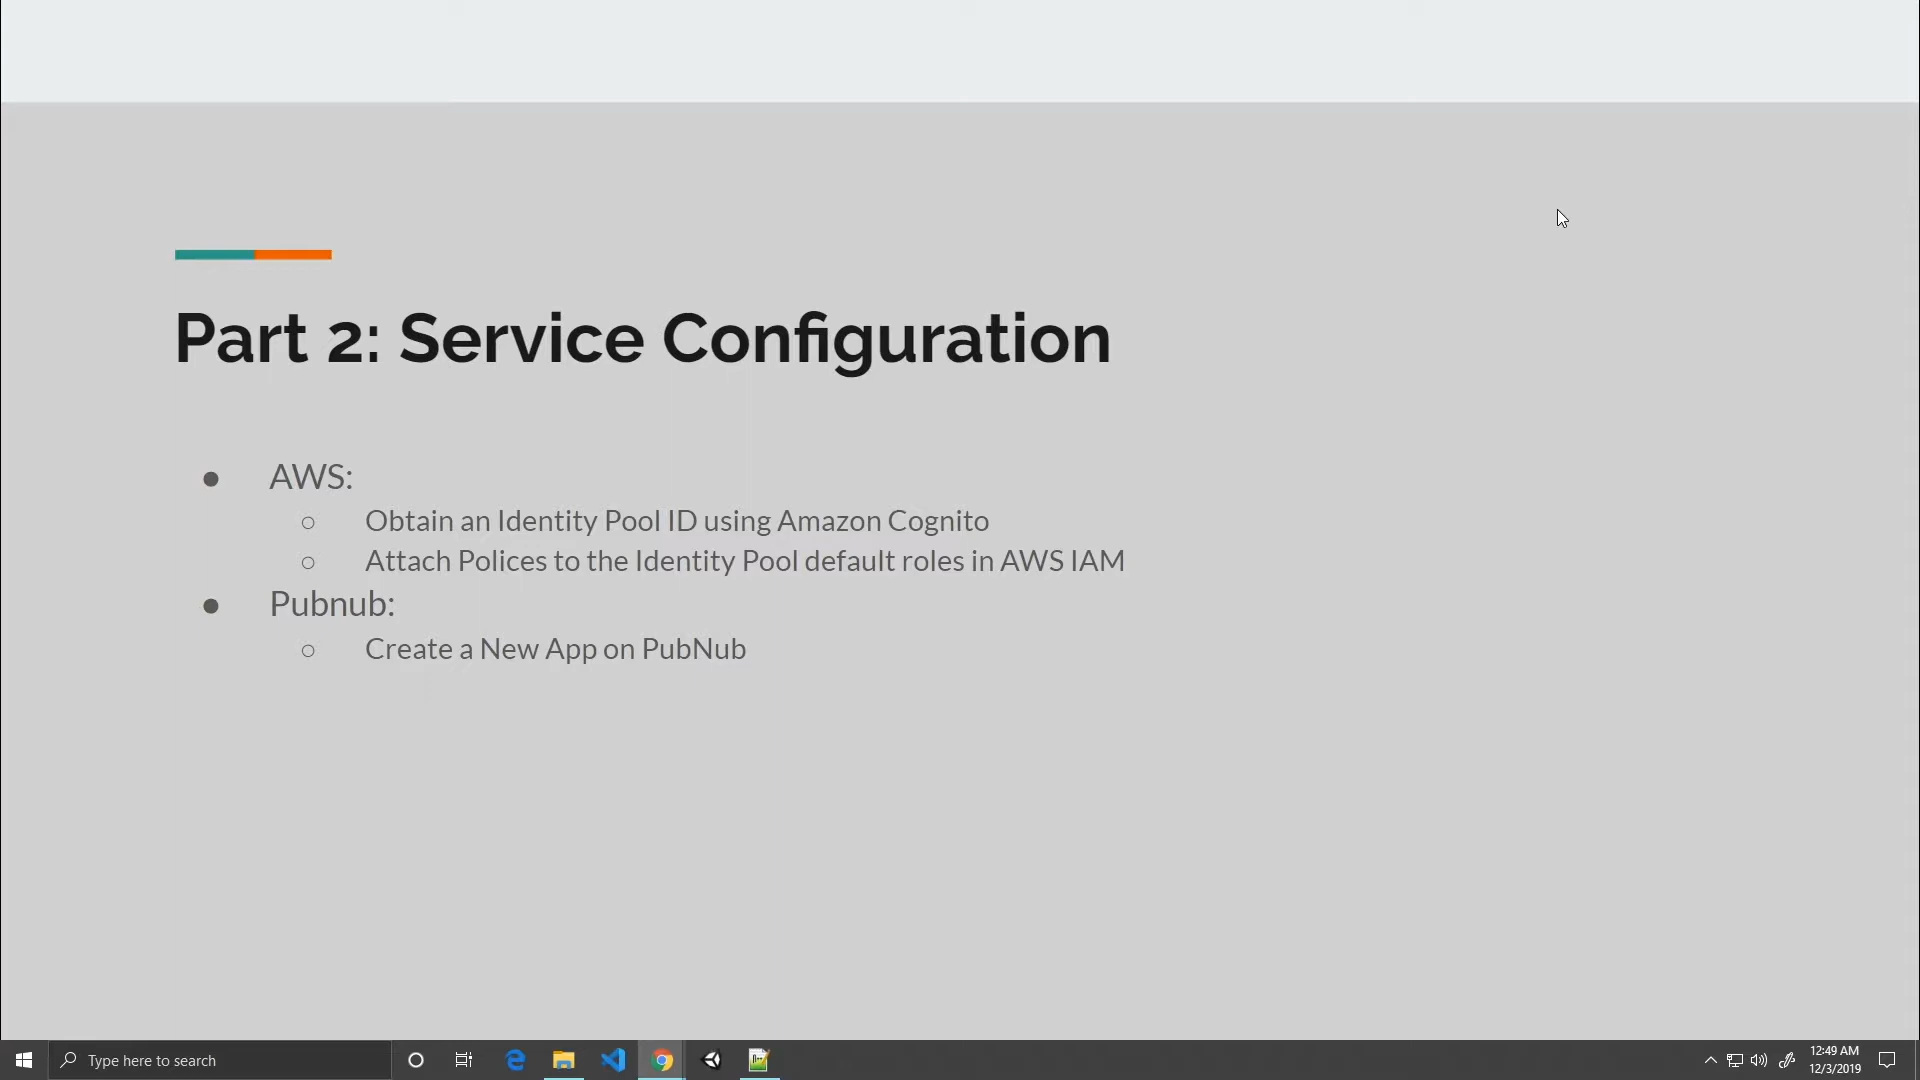 Part 2: Service Configuration
● AWS:
○ Obtain an Identity Pool ID using Amazon Cognito
○ Attach Polices to the Identity Pool default roles in AWS IAM
● Pubnub:
○ Create a New App on PubNub
Type here to search
12:49 AM
12/3/2019